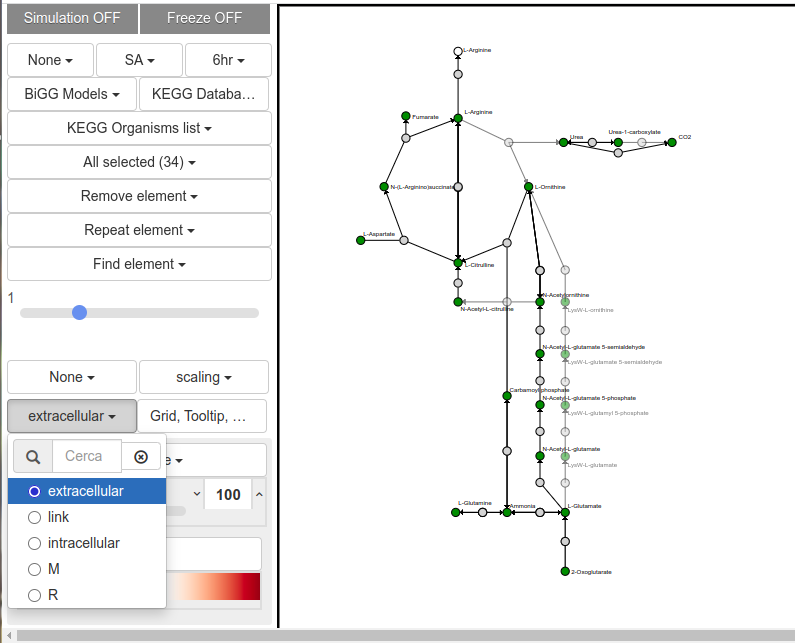 Simulation OFF
Freeze OFF
None
SA
6hr
BiGG Models
KEGG Databa…
KEGG Organisms list
All selected (34)
Remove element
Repeat element
Find element
1
None
scaling
extracellular
Grid, Tooltip, …
Cerca
e
100
extracellular
link
intracellular
M
R
L-Arginine
L-Arginine
Fumarate
Urea
Urea-1-carboxylate
CO2
N-(L-Arginino)succinate
L-Ornithine
L-Aspartate
L-Citrulline
N-Acetylornithine
N-Acetyl-L-citrulline
LysW-L-ornithine
N-Acetyl-L-glutamate 5-semialdehyde
LysW-L-glutamate 5-semialdehyde
Carbamoyl phosphate
N-Acetyl-L-glutamate 5-phosphate
LysW-L-glutamyl 5-phosphate
N-Acetyl-L-glutamate
LysW-L-glutamate
L-Glutamine
Ammonia
L-Glutamate
2-Oxoglutarate